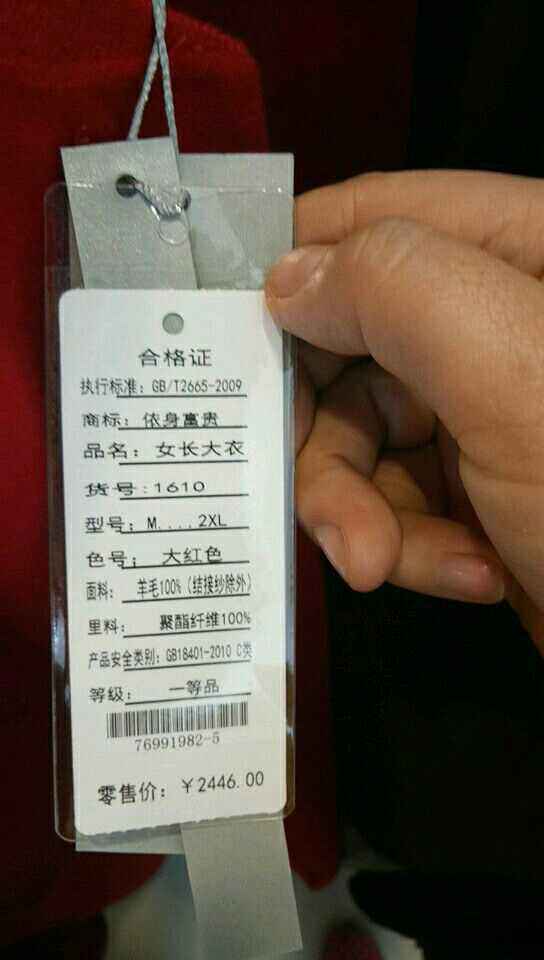 合格证
执行标准：GB/T2665-2009
商标：依身富贵
品名：女长大衣
货号：1610
型号：M....2XL
色号：大红色
面料：羊毛100%（结接纱除外）
里料：聚酯纤维100%
产品安全类别：GB18401-2010 C类
等级：一等品
76991982-5
零售价：￥2446.00